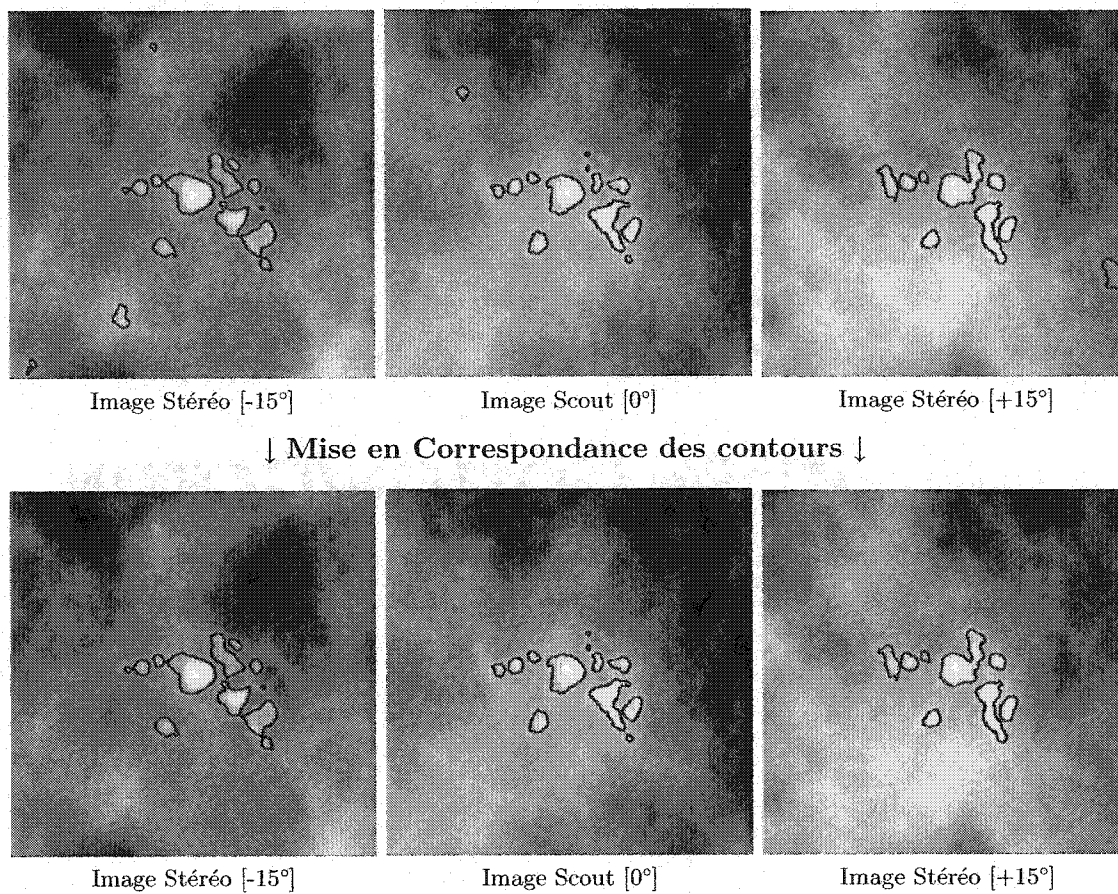 Image Stéréo [-15°] Image Scout [0°] Image Stéréo [+15°]
↓ Mise en Correspondance des contours ↓
Image Stéréo [-15°] Image Scout [0°] Image Stéréo [+15°]